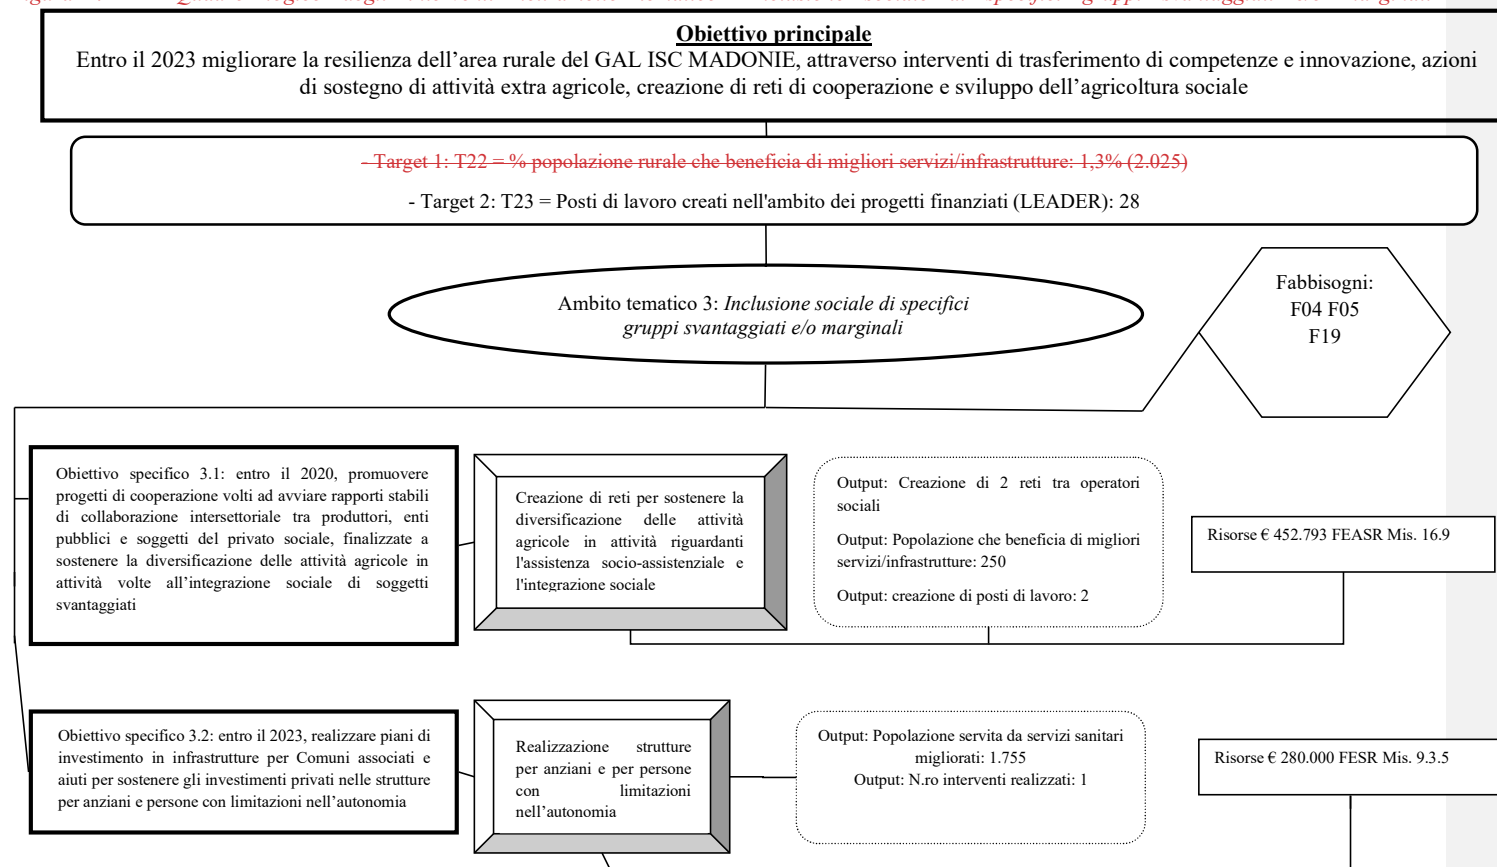 Obiettivo principale
Entro il 2023 migliorare la resilienza dell'area rurale del GAL ISC MADONIE, attraverso interventi di trasferimento di competenze e innovazione, azioni
di sostegno di attività extra agricole, creazione di reti di cooperazione e sviluppo dell'agricoltura sociale
- Target 1: T22 = % popolazione rurale che beneficia di migliori servizi/infrastrutture: 1,3% (2.025)
- Target 2: T23 = Posti di lavoro creati nell'ambito dei progetti finanziati (LEADER): 28
Ambito tematico 3: Inclusione sociale di specifici
gruppi svantaggiati e/o marginali
Fabbisogni:
F04 F05
F19
Obiettivo specifico 3.1: entro il 2020, promuovere
progetti di cooperazione volti ad avviare rapporti stabili
di collaborazione intersettoriale tra produttori, enti
pubblici e soggetti del privato sociale, finalizzate a
sostenere la diversificazione delle attività agricole in
attività volte all'integrazione sociale di soggetti
svantaggiati
Creazione di reti per sostenere la
diversificazione delle attività
agricole in attività riguardanti
l'assistenza socio-assistenziale e
l'integrazione sociale
Output: Creazione di 2 reti tra operatori
sociali
Output: Popolazione che beneficia di migliori
servizi/infrastrutture: 250
Output: creazione di posti di lavoro: 2
Risorse € 452.793 FEASR Mis. 16.9
Obiettivo specifico 3.2: entro il 2023, realizzare piani di
investimento in infrastrutture per Comuni associati e
aiuti per sostenere gli investimenti privati nelle strutture
per anziani e persone con limitazioni nell'autonomia
Realizzazione strutture
per anziani e per persone
con limitazioni
nell'autonomia
Output: Popolazione servita da servizi sanitari
migliorati: 1.755
Output: N.ro interventi realizzati: 1
Risorse € 280.000 FESR Mis. 9.3.5